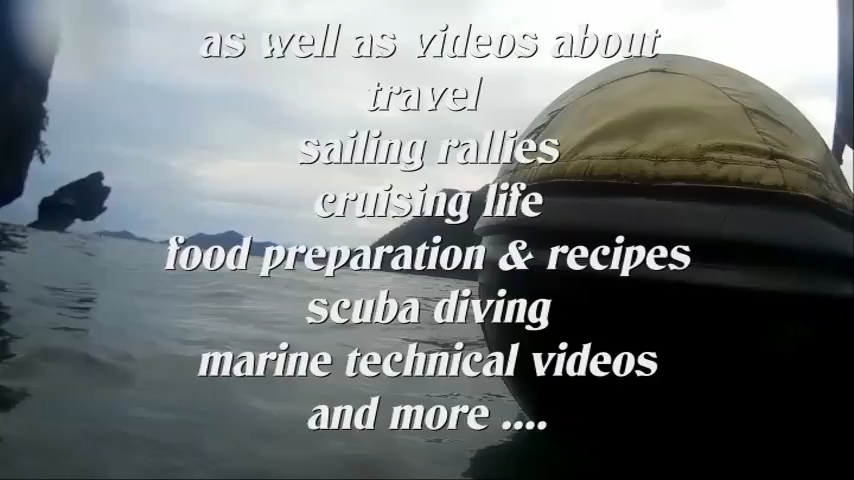 as well as videos about
travel
sailing rallies
cruising life
food preparation & recipes
scuba diving
marine technical videos
and more ....